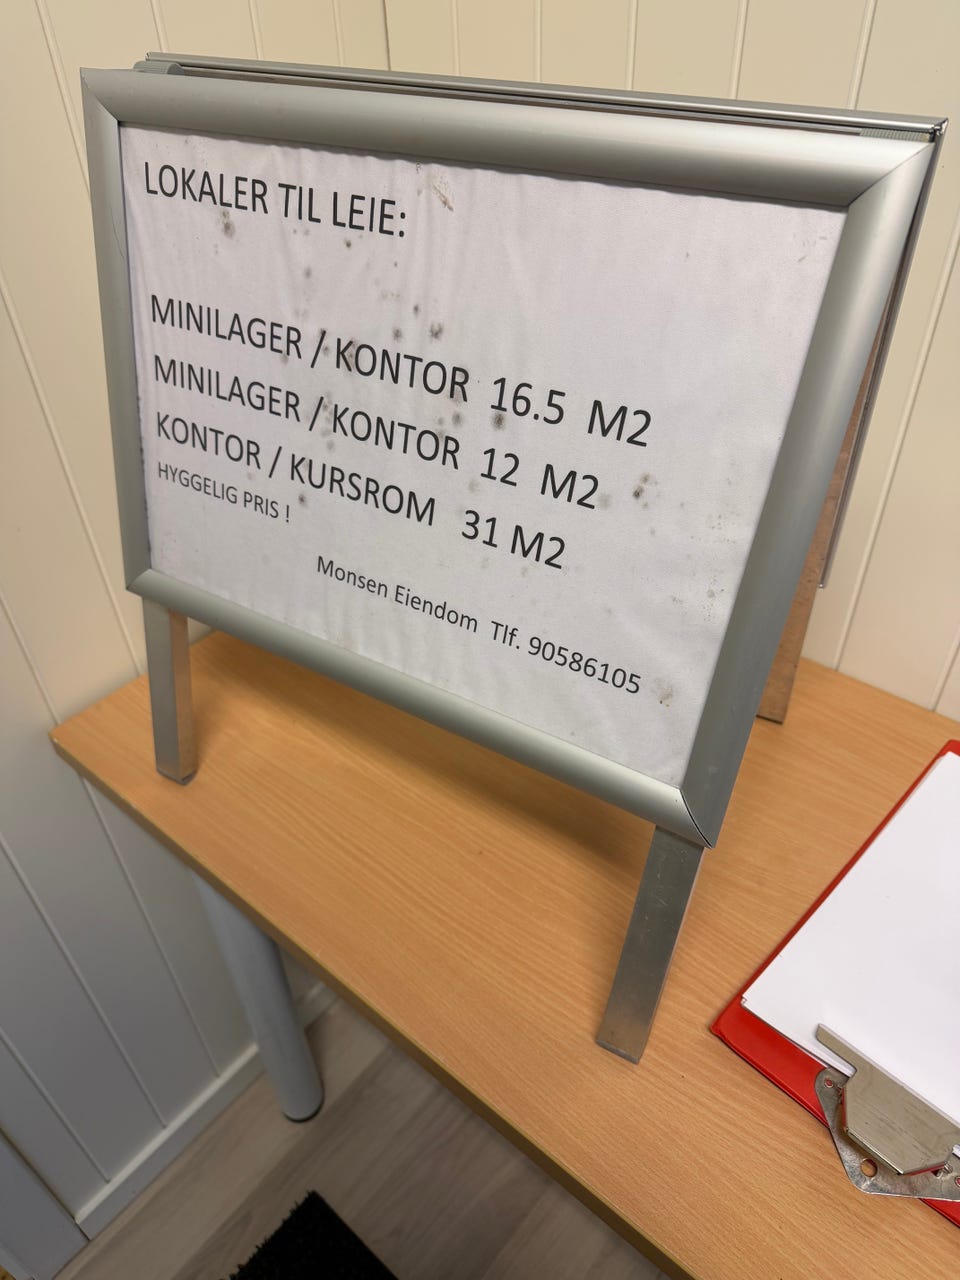 LOKALER TIL LEIE:
MINILAGER / KONTOR 16.5 M2
MINILAGER / KONTOR 12 M2
KONTOR / KURSROM 31 M2
HYGGELIG PRIS !
Monsen Eiendom Tlf. 90586105